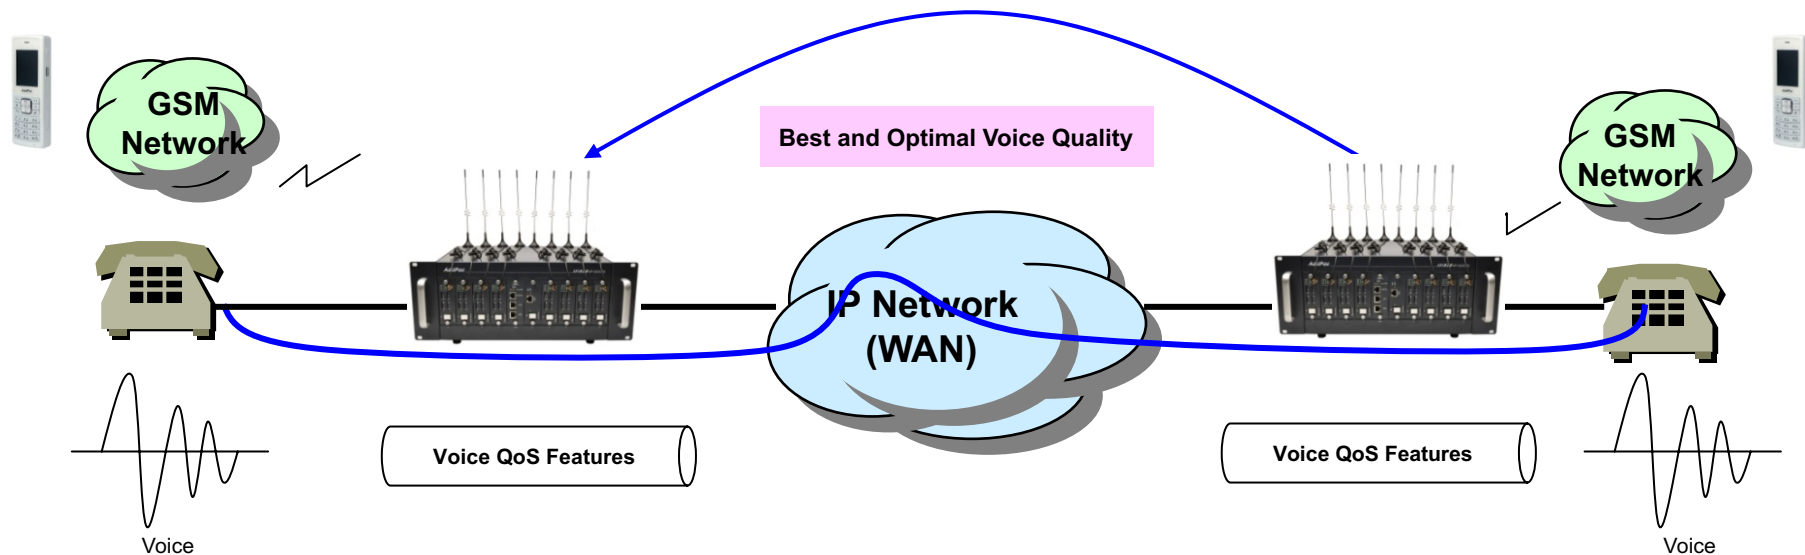 GSM
Network
Best and Optimal Voice Quality
GSM
Network
IP Network
(WAN)
Voice QoS Features
Voice QoS Features
Voice
Voice